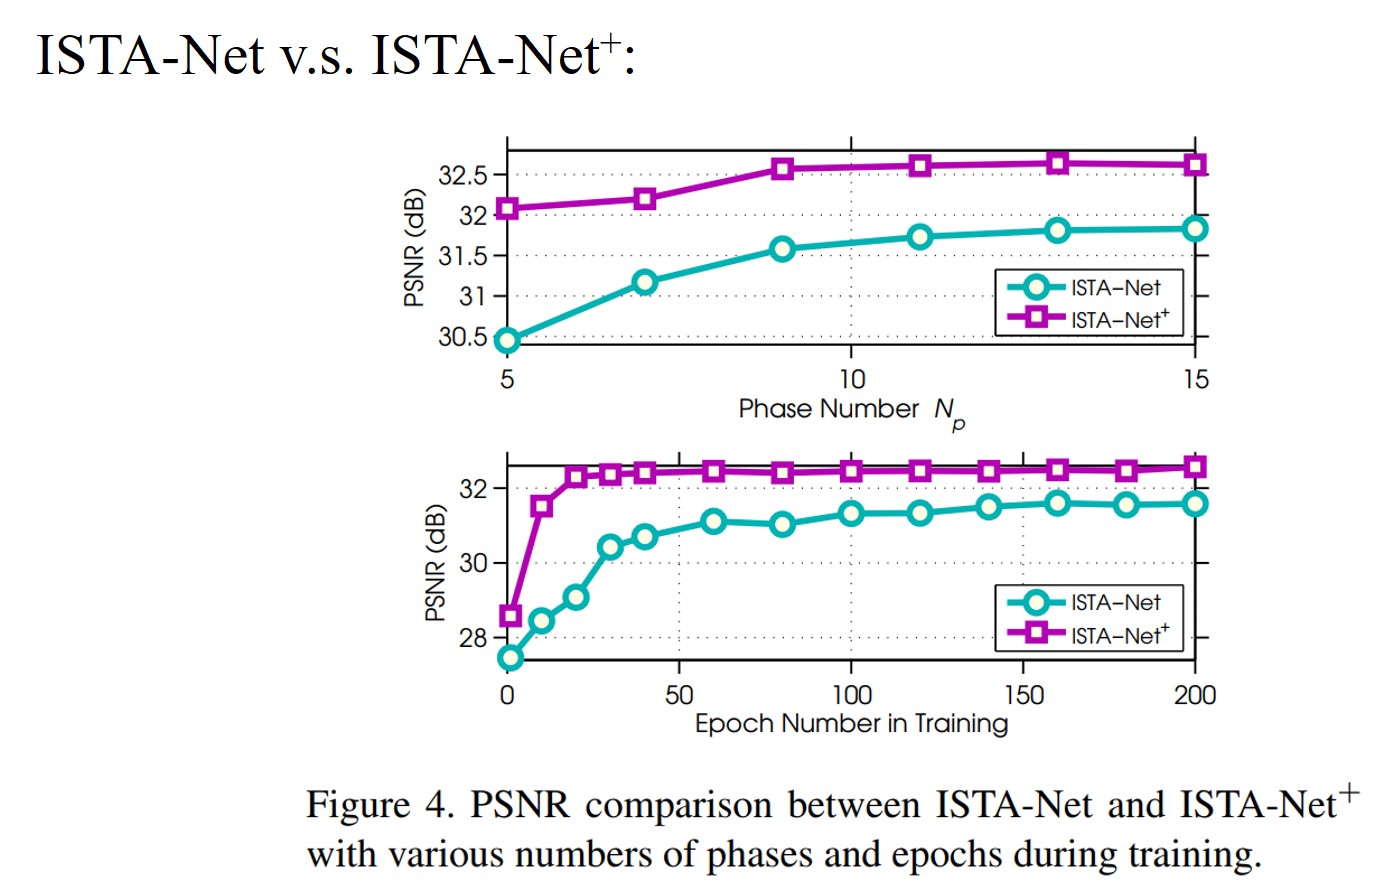 ISTA-Net v.s. ISTA-Net⁺:
PSNR (dB)
32.5
32
31.5
31
30.5
ISTA–Net
ISTA–Net⁺
5
10
15
Phase Number Nₚ
PSNR (dB)
32
30
28
ISTA–Net
ISTA–Net⁺
0
50
100
150
200
Epoch Number in Training
Figure 4. PSNR comparison between ISTA-Net and ISTA-Net⁺
with various numbers of phases and epochs during training.